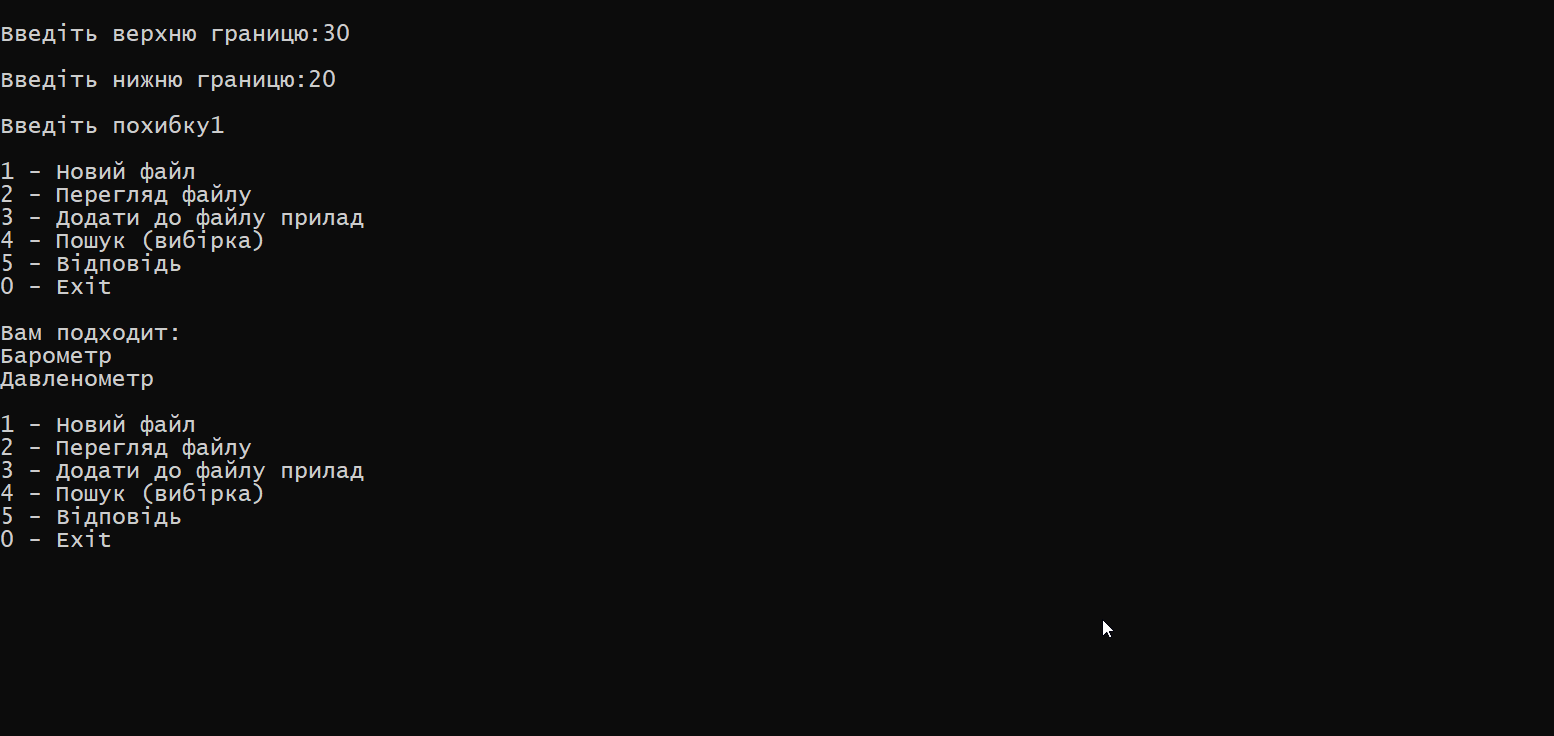 Введіть верхню границю:30
Введіть нижню границю:20
Введіть похибку1
1 - Новий файл
2 - Перегляд файлу
3 - Додати до файлу прилад
4 - Пошук (вибірка)
5 - Відповідь
0 - Exit
Вам подходит:
Барометр
Давленометр
1 - Новий файл
2 - Перегляд файлу
3 - Додати до файлу прилад
4 - Пошук (вибірка)
5 - Відповідь
0 - Exit